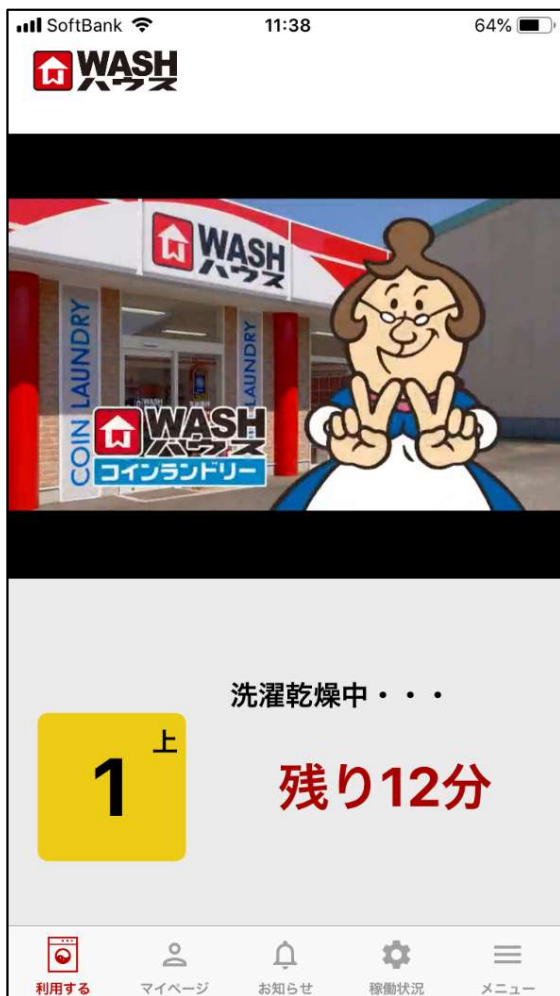 SoftBank 11:38 64%
WASH
ハウス
WASH
ハウス
COIN LAUNDRY
LAUNDRY
WASH
ハウス
コインランドリー
洗濯乾燥中・・・
1 上
残り12分
利用する マイページ お知らせ 稼働状況 メニュー